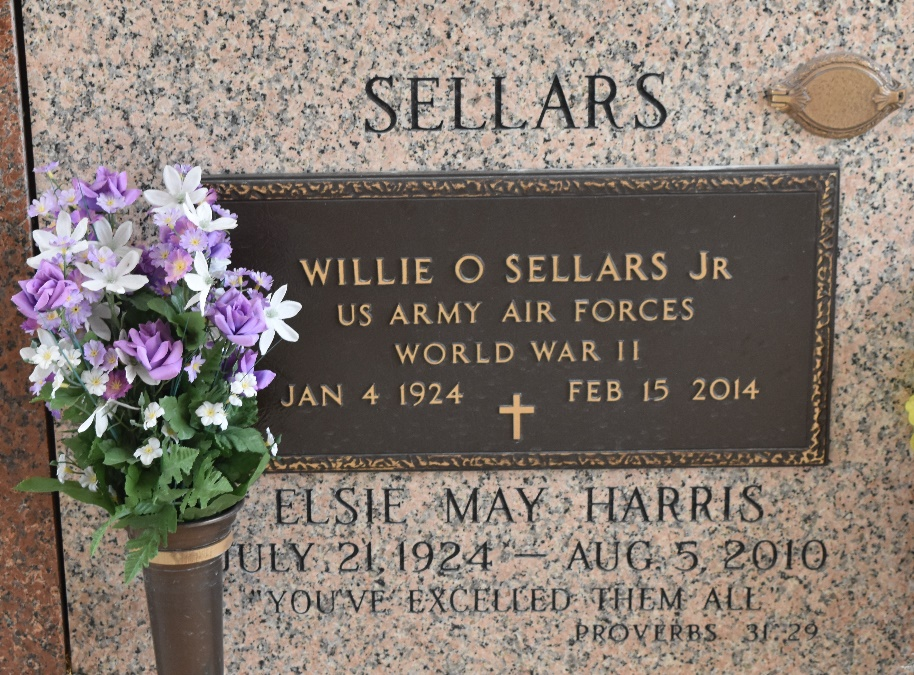 SELLARS
WILLIE O SELLARS JR
US ARMY AIR FORCES
WORLD WAR II
JAN 4 1924 FEB 15 2014
ELSIE MAY HARRIS
JULY 21, 1924 — AUG. 5, 2010
"YOU'VE EXCELLED THEM ALL"
PROVERBS 31:29